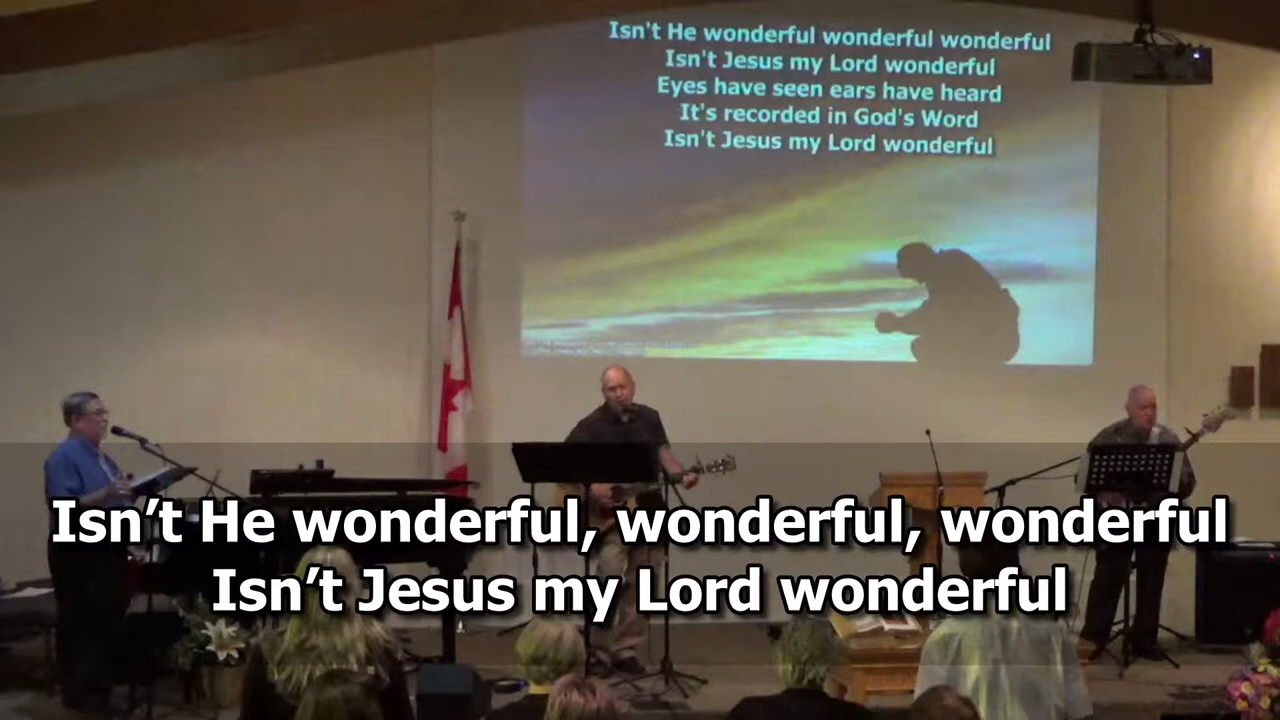 Isn't He wonderful wonderful wonderful
Isn't Jesus my Lord wonderful
Eyes have seen ears have heard
It's recorded in God's Word
Isn't Jesus my Lord wonderful
Isn’t He wonderful, wonderful, wonderful
Isn’t Jesus my Lord wonderful